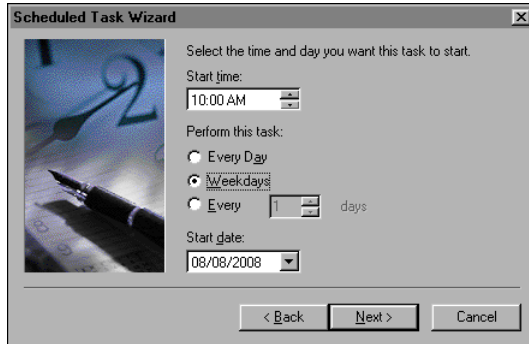 Scheduled Task Wizard
Select the time and day you want this task to start.
Start time:
10:00 AM
Perform this task:
Every Day
Weekdays
Every 1 days
Start date:
08/08/2008
< Back Next > Cancel
2